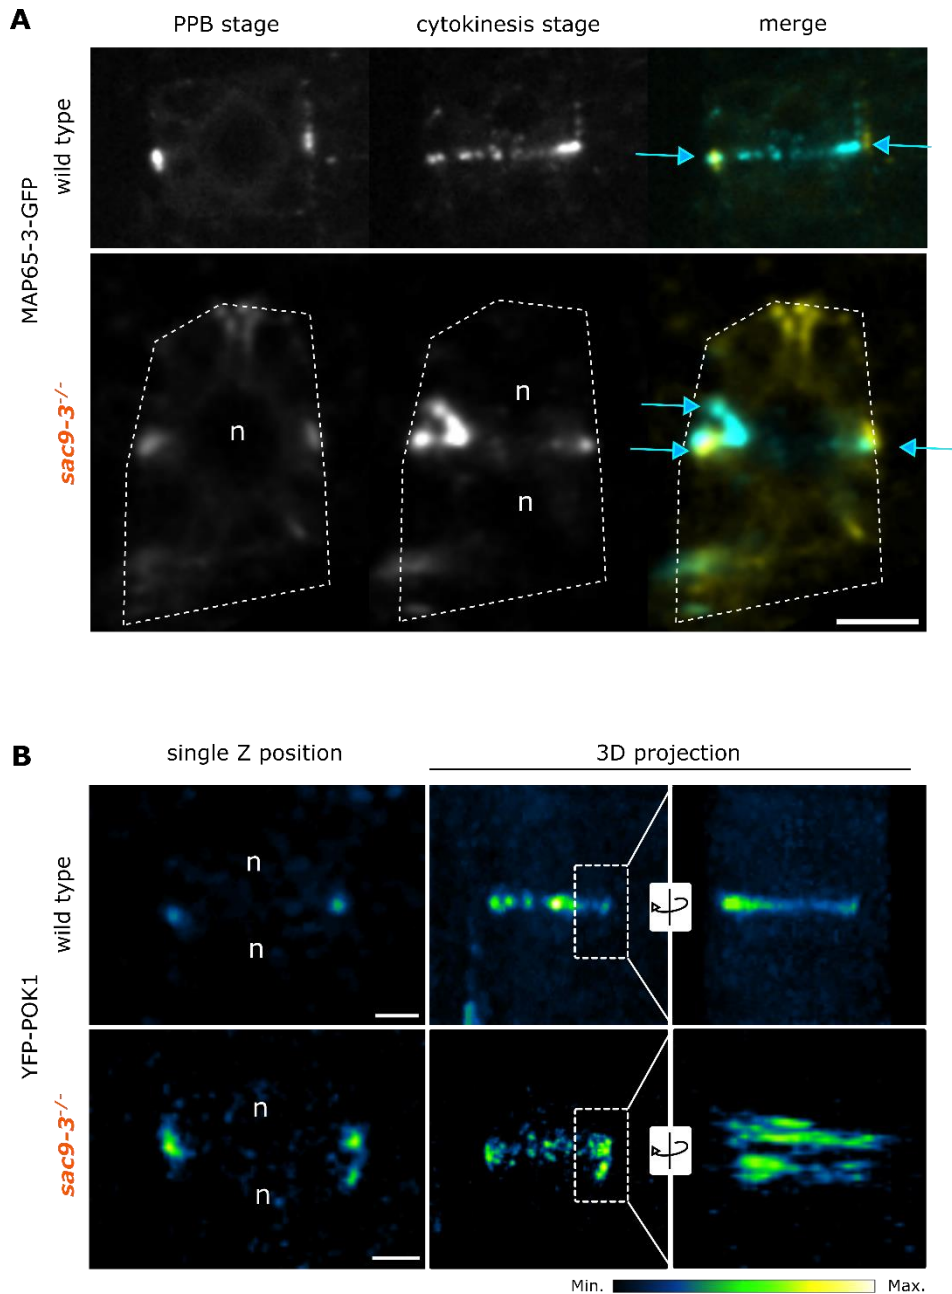 A
PPB stage cytokinesis stage merge
MAP65-3-GFP
wild type
sac9-3-/-
n
n
n
B
single Z position 3D projection
YFP-POK1
wild type
n
n
sac9-3-/-
n
n
Min. Max.